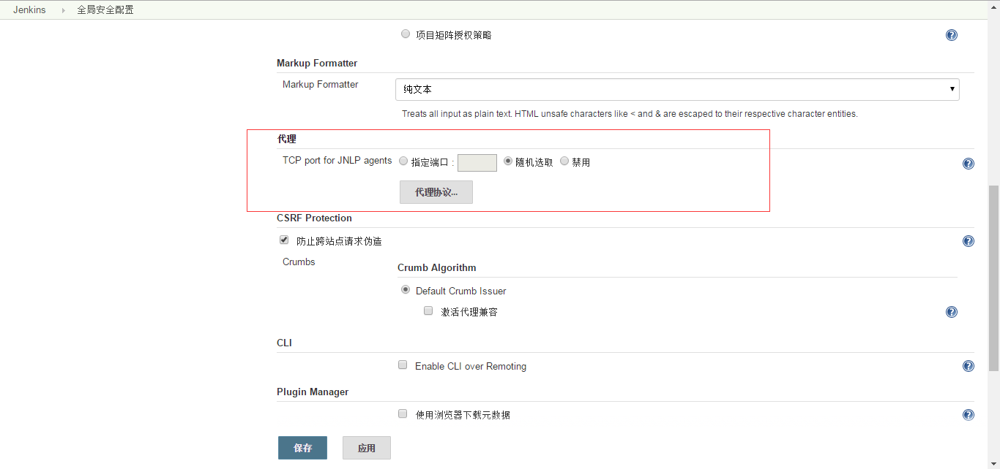 Jenkins 全局安全配置
项目矩阵授权策略
Markup Formatter
Markup Formatter 纯文本
Treats all input as plain text. HTML unsafe characters like < and & are escaped to their respective character entities.
代理
TCP port for JNLP agents 指定端口 : 随机选取 禁用
代理协议...
CSRF Protection
防止跨站点请求伪造
Crumbs
Crumb Algorithm
Default Crumb Issuer
激活代理兼容
CLI
Enable CLI over Remoting
Plugin Manager
使用浏览器下载元数据
保存 应用